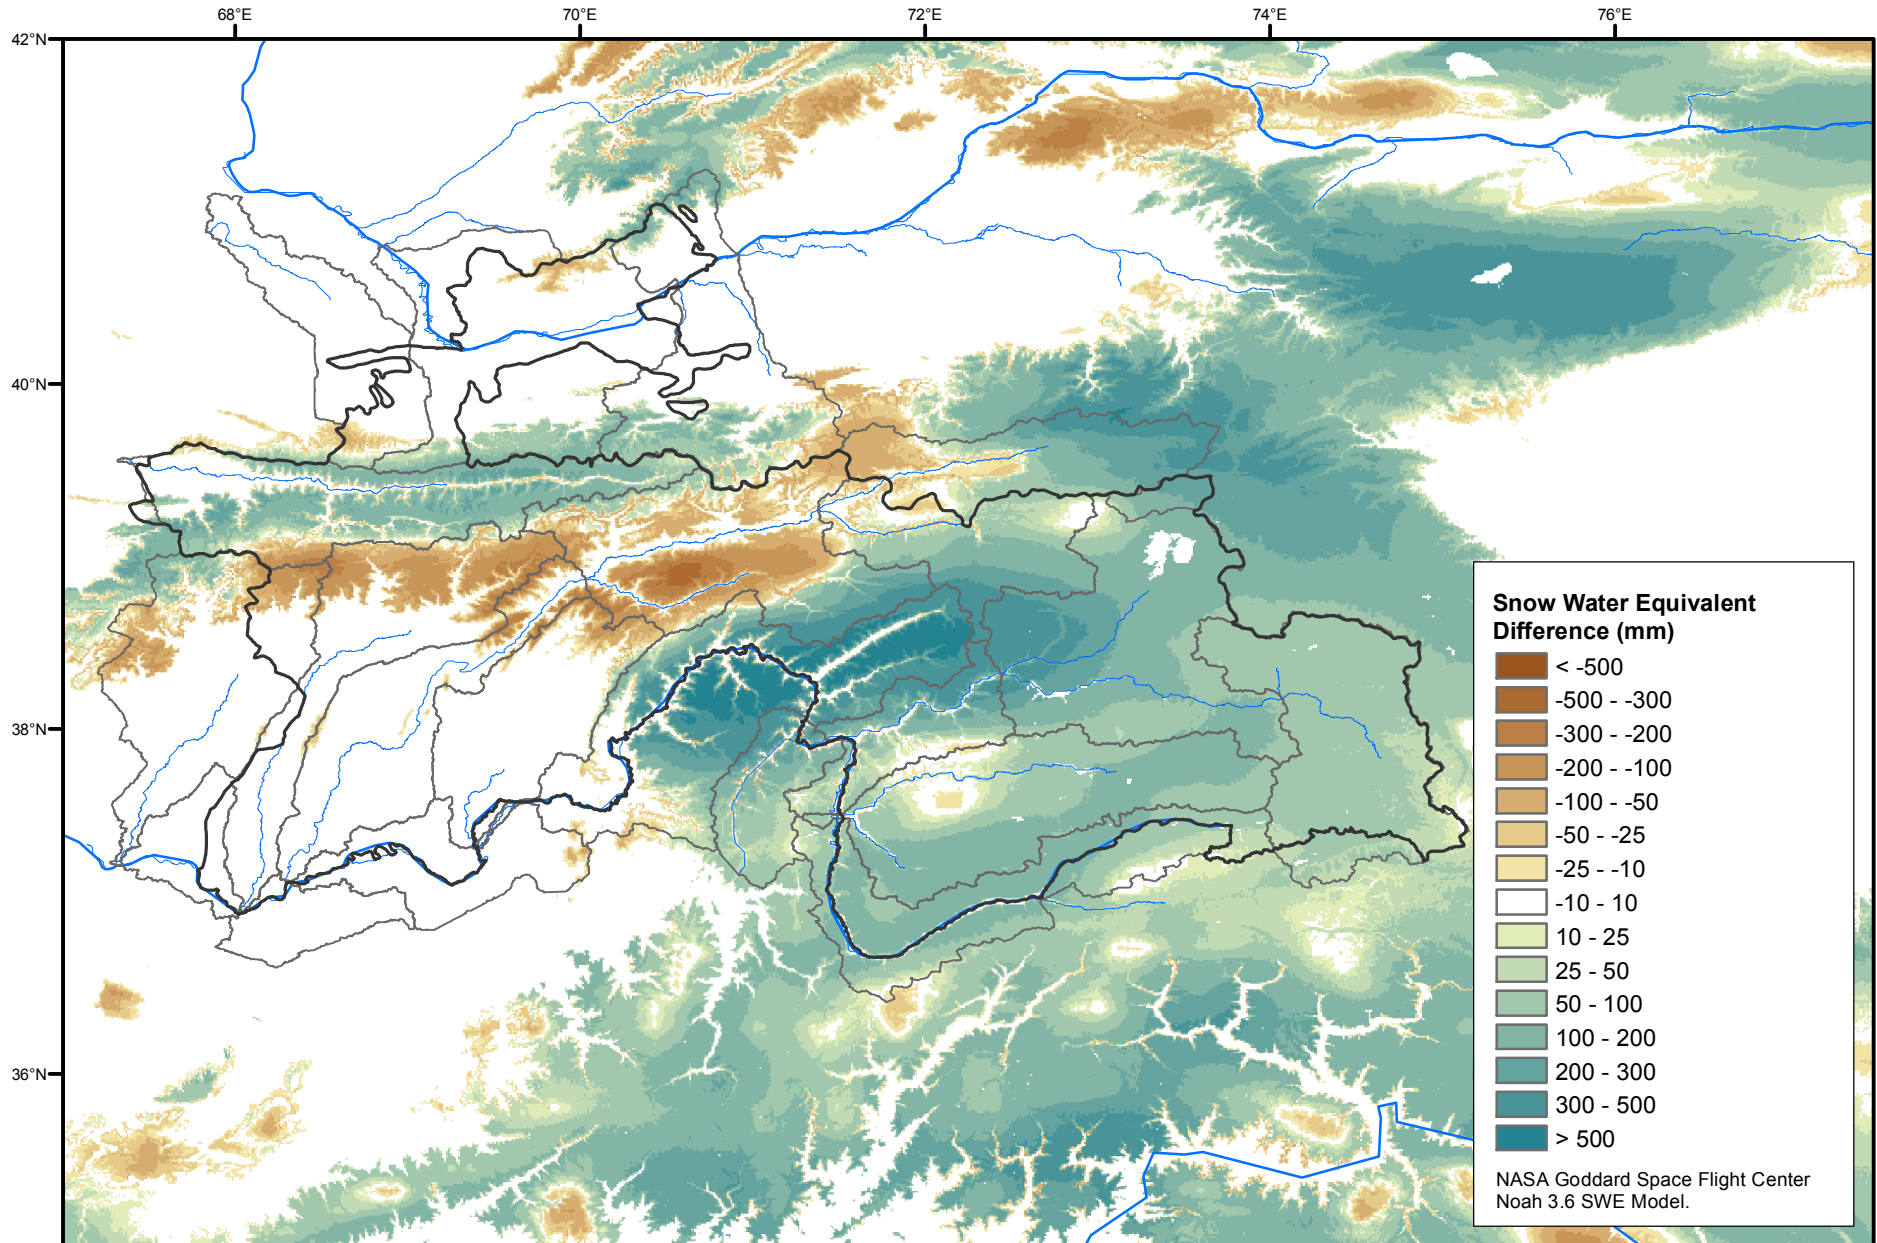 68°E 70°E 72°E 74°E 76°E
42°N
40°N
38°N
36°N
Snow Water Equivalent
Difference (mm)
< -500
-500 - -300
-300 - -200
-200 - -100
-100 - -50
-50 - -25
-25 - -10
-10 - 10
10 - 25
25 - 50
50 - 100
100 - 200
200 - 300
300 - 500
> 500
NASA Goddard Space Flight Center
Noah 3.6 SWE Model.